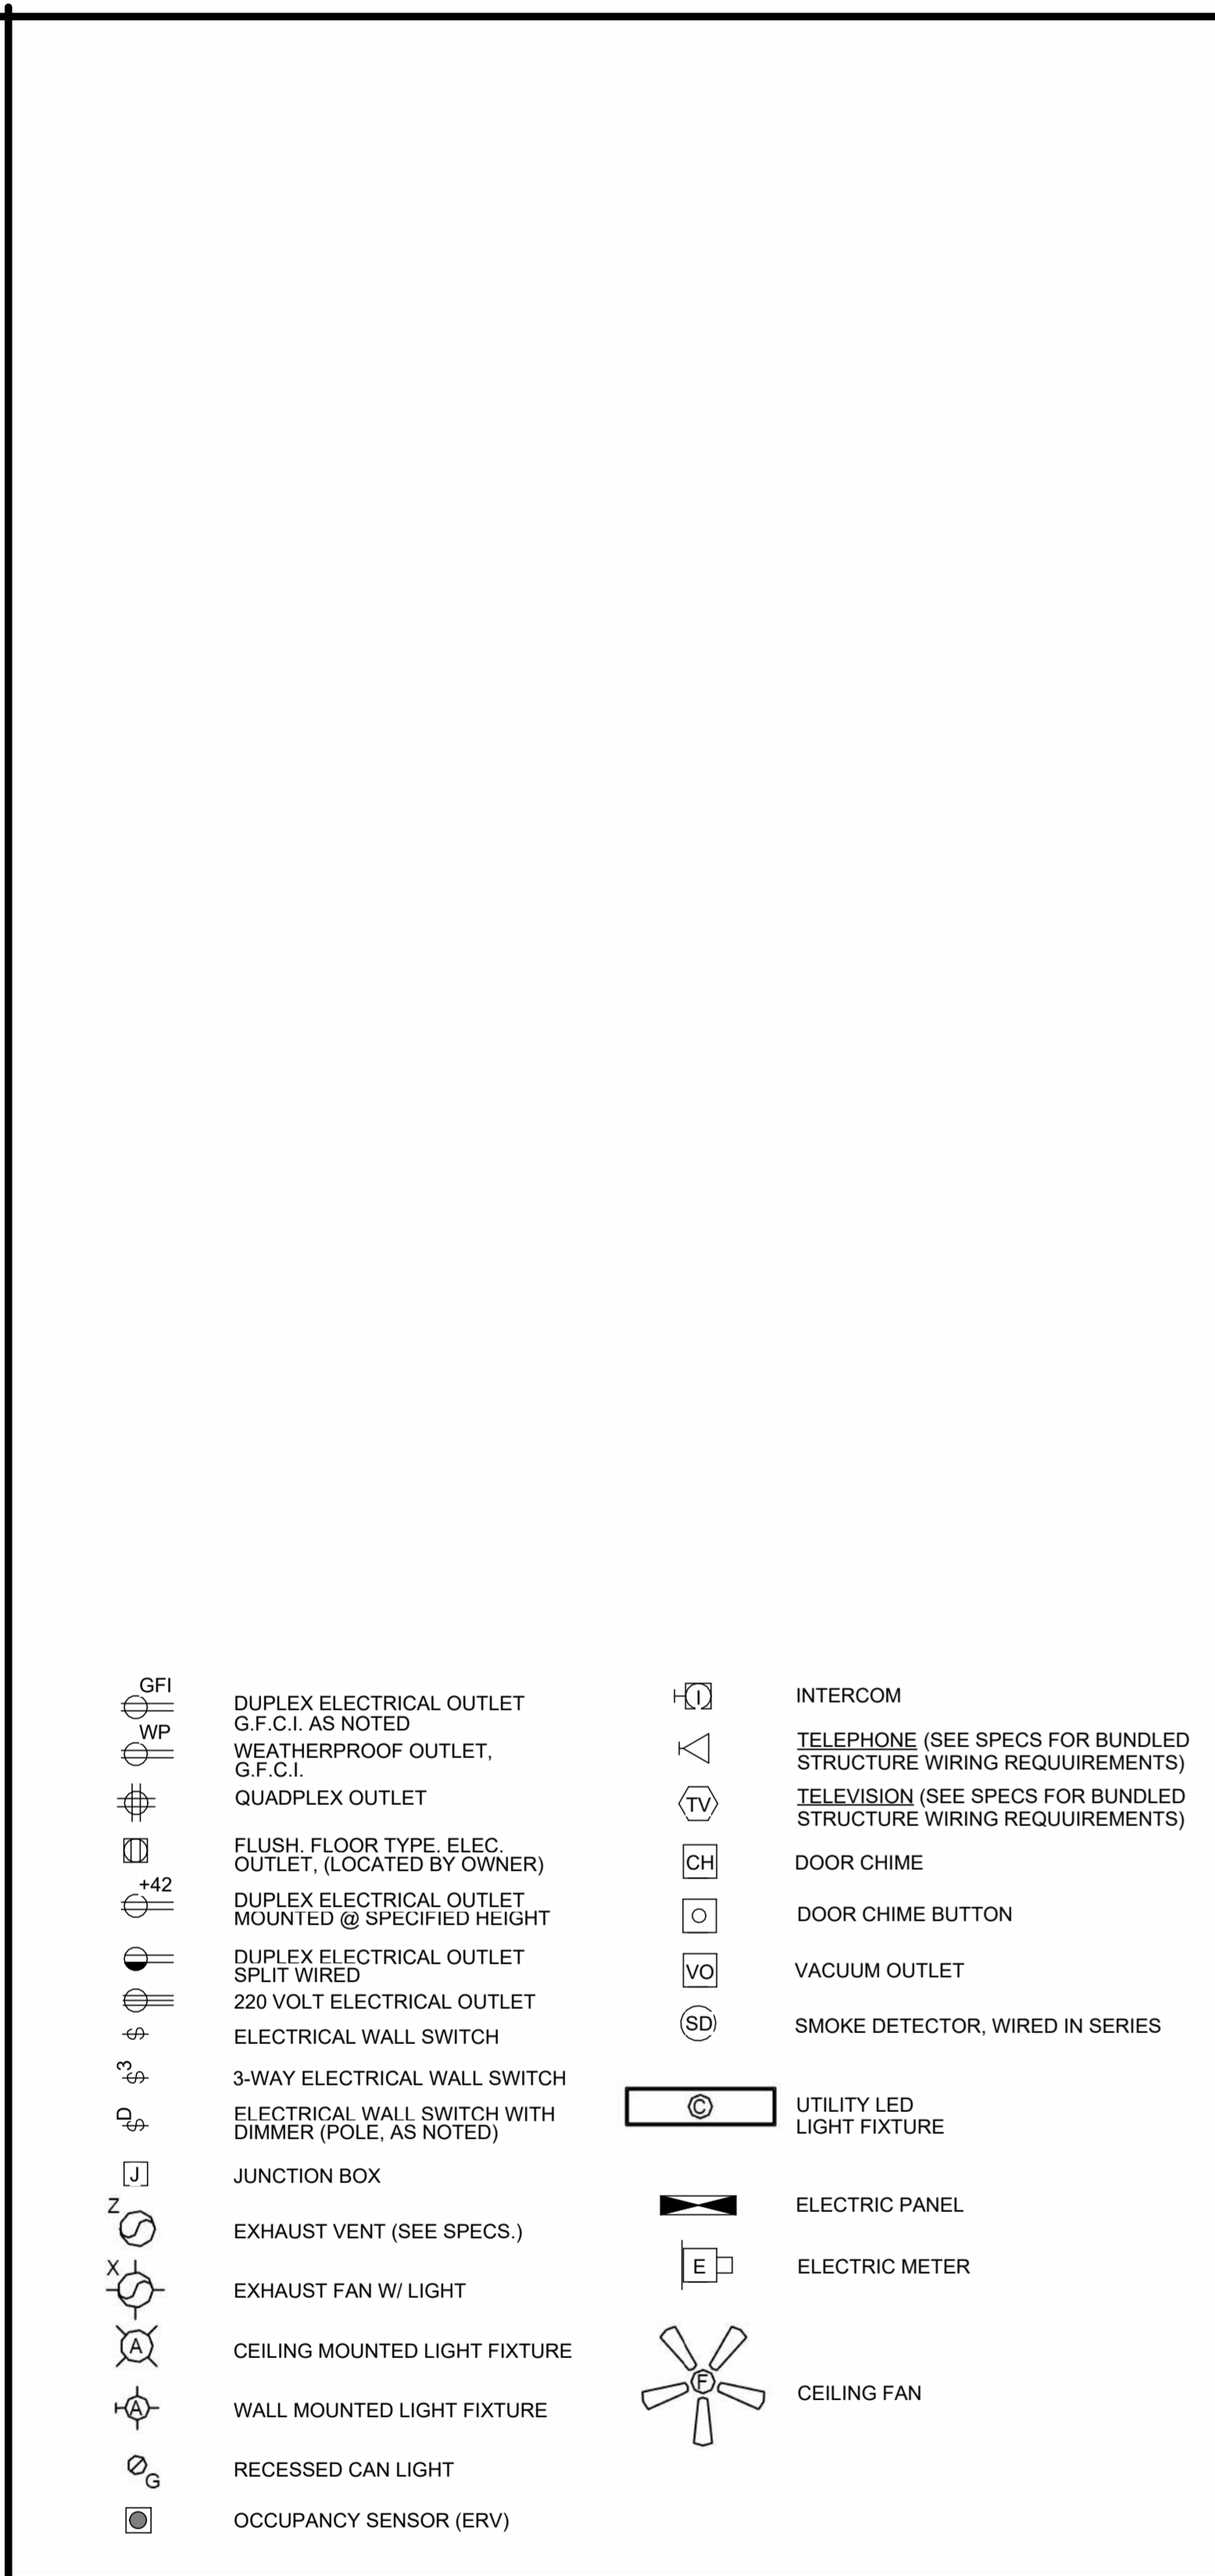 GFI
DUPLEX ELECTRICAL OUTLET
G.F.C.I. AS NOTED
WP
WEATHERPROOF OUTLET,
G.F.C.I.
QUADPLEX OUTLET
FLUSH. FLOOR TYPE. ELEC.
OUTLET, (LOCATED BY OWNER)
+42
DUPLEX ELECTRICAL OUTLET
MOUNTED @ SPECIFIED HEIGHT
DUPLEX ELECTRICAL OUTLET
SPLIT WIRED
220 VOLT ELECTRICAL OUTLET
$ ELECTRICAL WALL SWITCH
3
$ 3-WAY ELECTRICAL WALL SWITCH
D
$ ELECTRICAL WALL SWITCH WITH
DIMMER (POLE, AS NOTED)
J JUNCTION BOX
Z
EXHAUST VENT (SEE SPECS.)
X
EXHAUST FAN W/ LIGHT
A CEILING MOUNTED LIGHT FIXTURE
A WALL MOUNTED LIGHT FIXTURE
G RECESSED CAN LIGHT
OCCUPANCY SENSOR (ERV)
I INTERCOM
TELEPHONE (SEE SPECS FOR BUNDLED
STRUCTURE WIRING REQUUIREMENTS)
TV TELEVISION (SEE SPECS FOR BUNDLED
STRUCTURE WIRING REQUUIREMENTS)
CH DOOR CHIME
DOOR CHIME BUTTON
VO VACUUM OUTLET
SD SMOKE DETECTOR, WIRED IN SERIES
C UTILITY LED
LIGHT FIXTURE
ELECTRIC PANEL
E ELECTRIC METER
F CEILING FAN